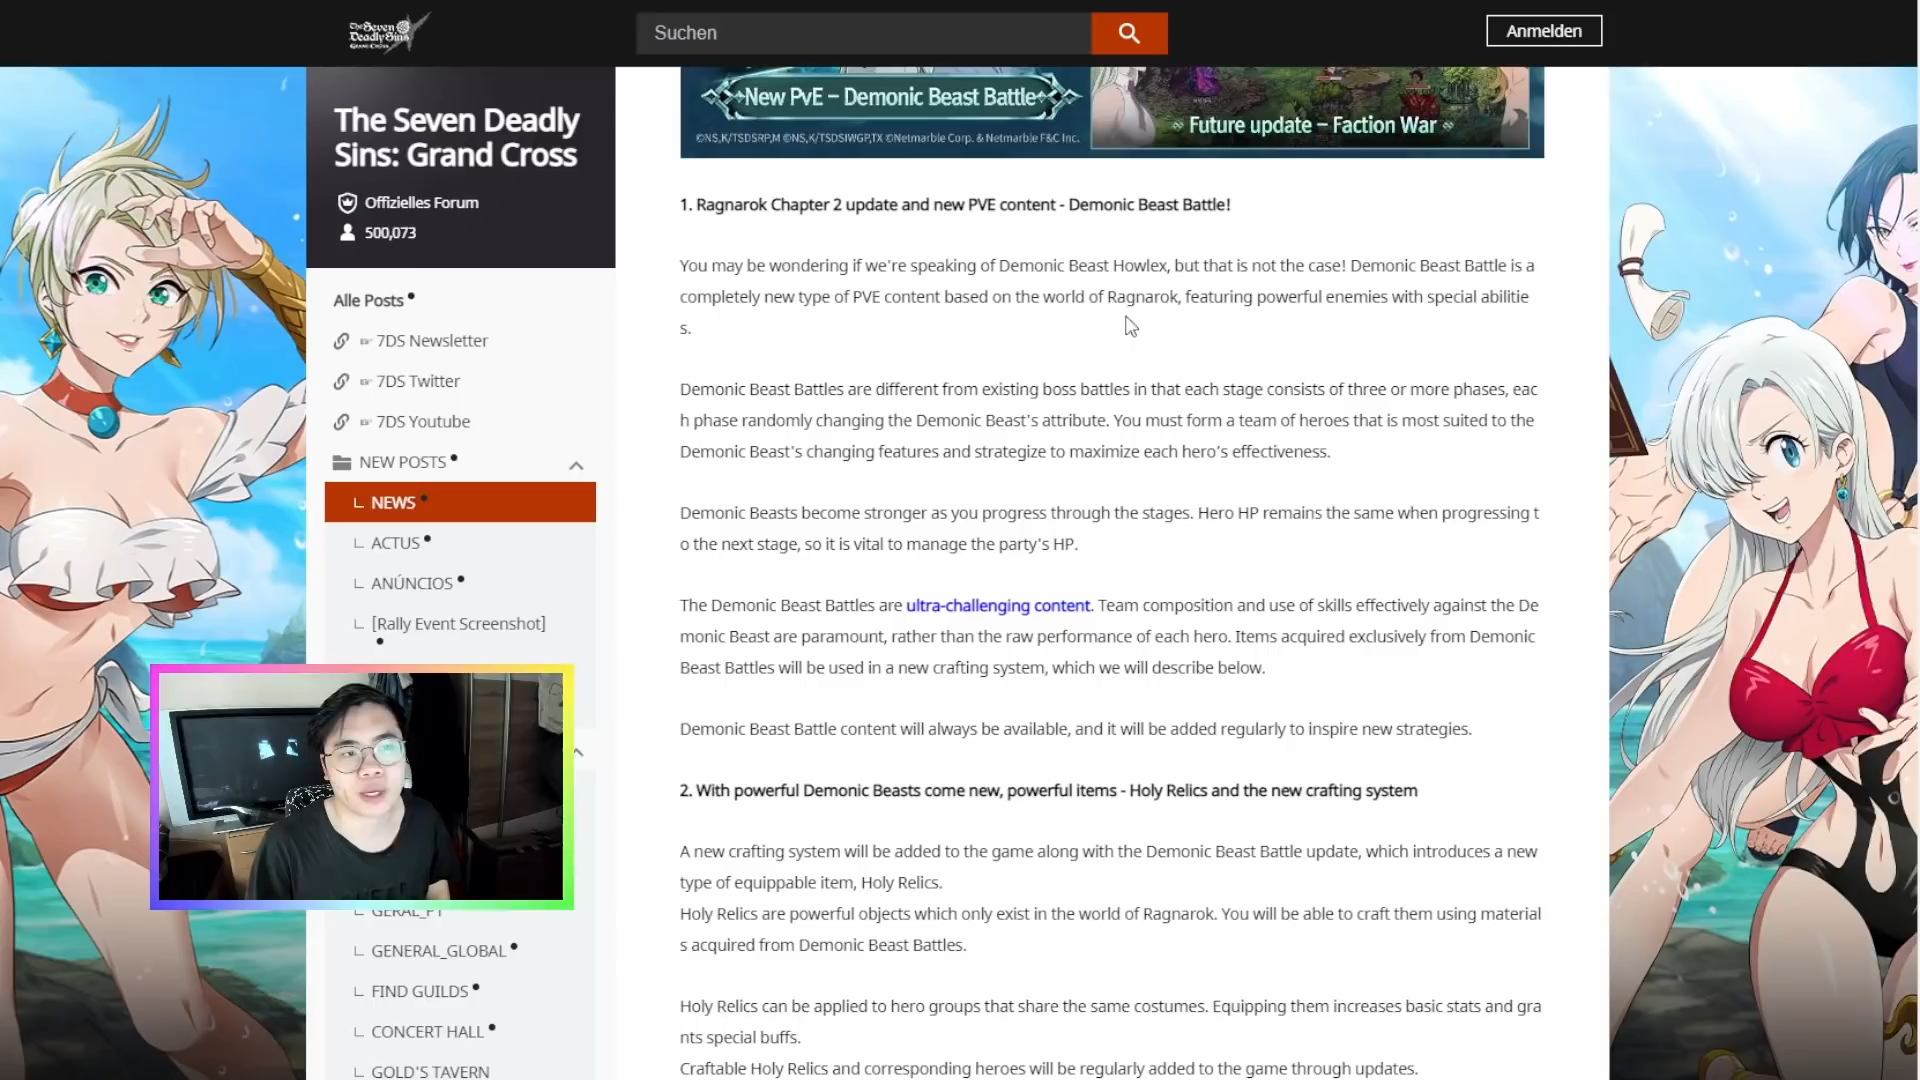 The Seven
Deadly Sins
GRAND CROSS
Suchen
Anmelden
The Seven Deadly
Sins: Grand Cross
Offizielles Forum
500,073
Alle Posts
7DS Newsletter
7DS Twitter
7DS Youtube
NEW POSTS
NEWS
ACTUS
ANÚNCIOS
[Rally Event Screenshot]
GERAL_PT
GENERAL_GLOBAL
FIND GUILDS
CONCERT HALL
GOLD'S TAVERN
New PvE – Demonic Beast Battle
©NS,K/TSDSRP,M ©NS,K/TSDSIWGP,TX ©Netmarble Corp. & Netmarble F&C Inc.
Future update – Faction War
1. Ragnarok Chapter 2 update and new PVE content - Demonic Beast Battle!
You may be wondering if we're speaking of Demonic Beast Howlex, but that is not the case! Demonic Beast Battle is a
completely new type of PVE content based on the world of Ragnarok, featuring powerful enemies with special abilitie
s.
Demonic Beast Battles are different from existing boss battles in that each stage consists of three or more phases, eac
h phase randomly changing the Demonic Beast's attribute. You must form a team of heroes that is most suited to the
Demonic Beast's changing features and strategize to maximize each hero's effectiveness.
Demonic Beasts become stronger as you progress through the stages. Hero HP remains the same when progressing t
o the next stage, so it is vital to manage the party's HP.
The Demonic Beast Battles are ultra-challenging content. Team composition and use of skills effectively against the De
monic Beast are paramount, rather than the raw performance of each hero. Items acquired exclusively from Demonic
Beast Battles will be used in a new crafting system, which we will describe below.
Demonic Beast Battle content will always be available, and it will be added regularly to inspire new strategies.
2. With powerful Demonic Beasts come new, powerful items - Holy Relics and the new crafting system
A new crafting system will be added to the game along with the Demonic Beast Battle update, which introduces a new
type of equippable item, Holy Relics.
Holy Relics are powerful objects which only exist in the world of Ragnarok. You will be able to craft them using material
s acquired from Demonic Beast Battles.
Holy Relics can be applied to hero groups that share the same costumes. Equipping them increases basic stats and gra
nts special buffs.
Craftable Holy Relics and corresponding heroes will be regularly added to the game through updates.